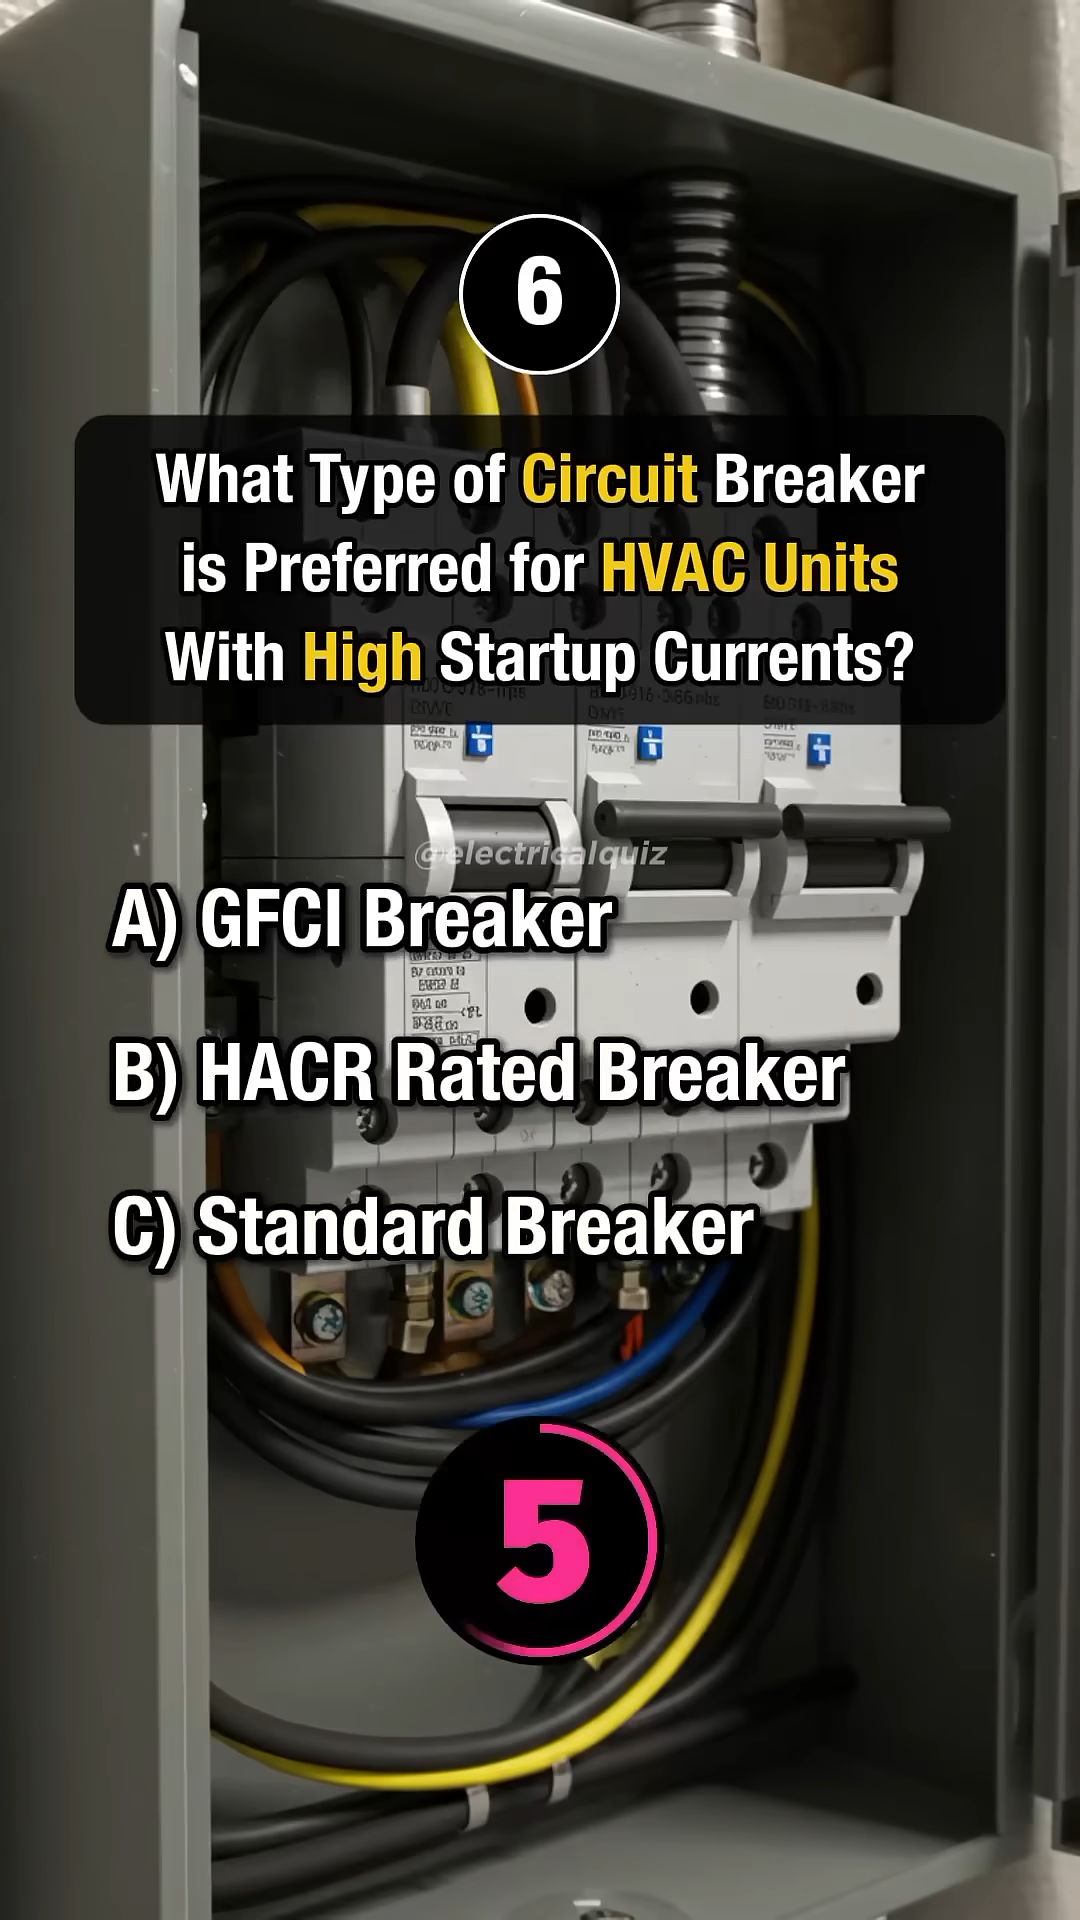 6
What Type of Circuit Breaker
is Preferred for HVAC Units
With High Startup Currents?
@electricalquiz
A) GFCI Breaker
B) HACR Rated Breaker
C) Standard Breaker
5